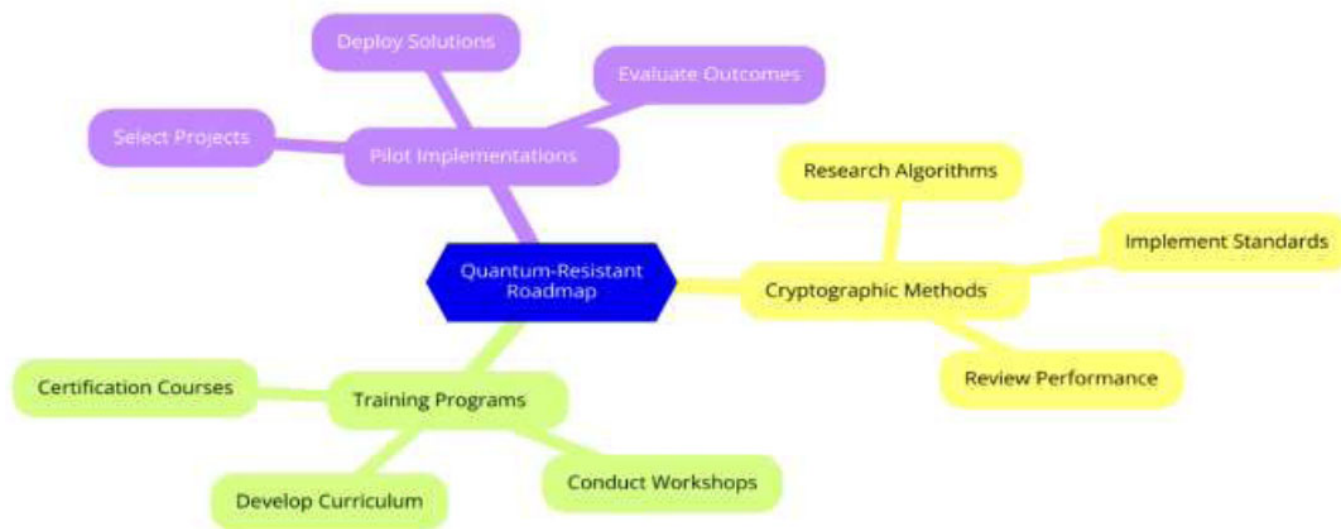 Deploy Solutions
Evaluate Outcomes
Select Projects
Pilot Implementations
Research Algorithms
Implement Standards
Quantum-Resistant
Roadmap
Cryptographic Methods
Review Performance
Certification Courses
Training Programs
Conduct Workshops
Develop Curriculum